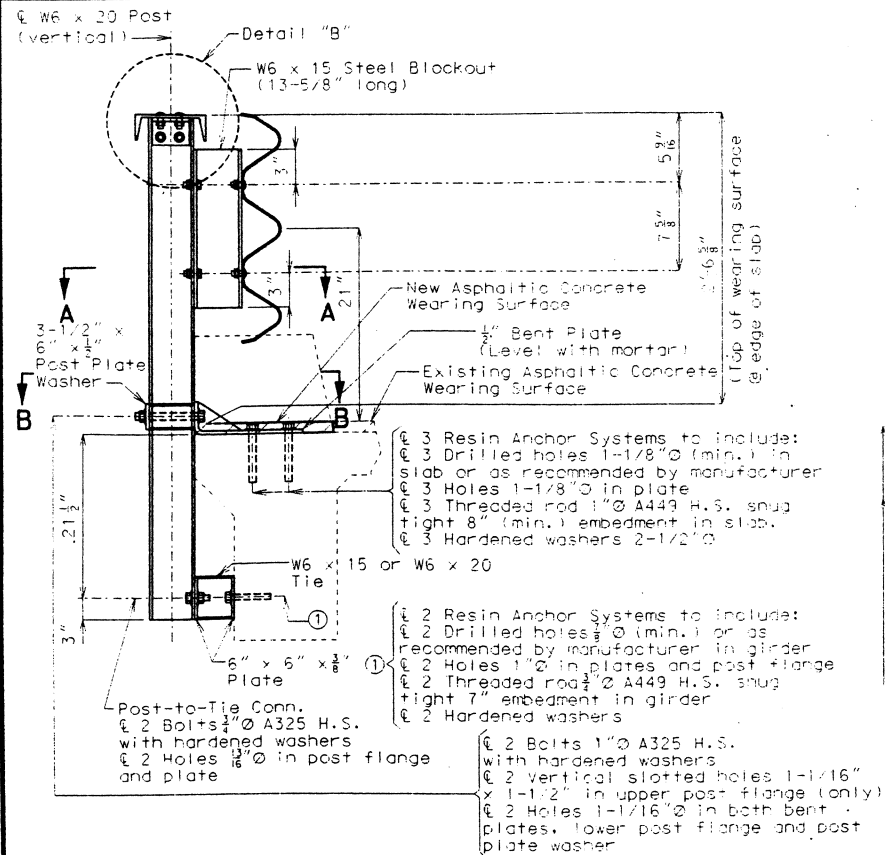 ℄ W6 x 20 Post
(vertical)
Detail "B"
W6 x 15 Steel Blockout
(13-5/8" long)
3"
5 9/16
7 5/8
3"
21"
6 5/8"
(Top of wearing surface
@ edge of slab)
A
A
New Asphaltic Concrete
Wearing Surface
3-1/2" x
6" x 1/2"
Post Plate
Washer
1/2" Bent Plate
(Level with mortar)
Existing Asphaltic Concrete
Wearing Surface
B
B
℄ 3 Resin Anchor Systems to include:
℄ 3 Drilled holes 1-1/8"Ø (min.) in
slab or as recommended by manufacturer
℄ 3 Holes 1-1/8"Ø in plate
℄ 3 Threaded rod 1"Ø A449 H.S. snug
tight 8" (min.) embedment in slab.
℄ 3 Hardened washers 2-1/2"Ø
21 1/2"
W6 x 15 or W6 x 20
Tie
3"
1
6" x 6" x 3/8"
Plate
1
℄ 2 Resin Anchor Systems to include:
℄ 2 Drilled holes Ø (min.) or as
recommended by manufacturer in girder
℄ 2 Holes 1"Ø in plates and post flange
℄ 2 Threaded rod 3/4"Ø A449 H.S. snug
tight 7" embedment in girder
℄ 2 Hardened washers
Post-to-Tie Conn.
℄ 2 Bolts 3/4"Ø A325 H.S.
with hardened washers
℄ 2 Holes 13/16"Ø in post flange
and plate
℄ 2 Bolts 1"Ø A325 H.S.
with hardened washers
℄ 2 Vertical slotted holes 1-1/16"
x 1-1/2" in upper post flange (only)
℄ 2 Holes 1-1/16"Ø in both bent
plates, lower post flange and post
plate washer